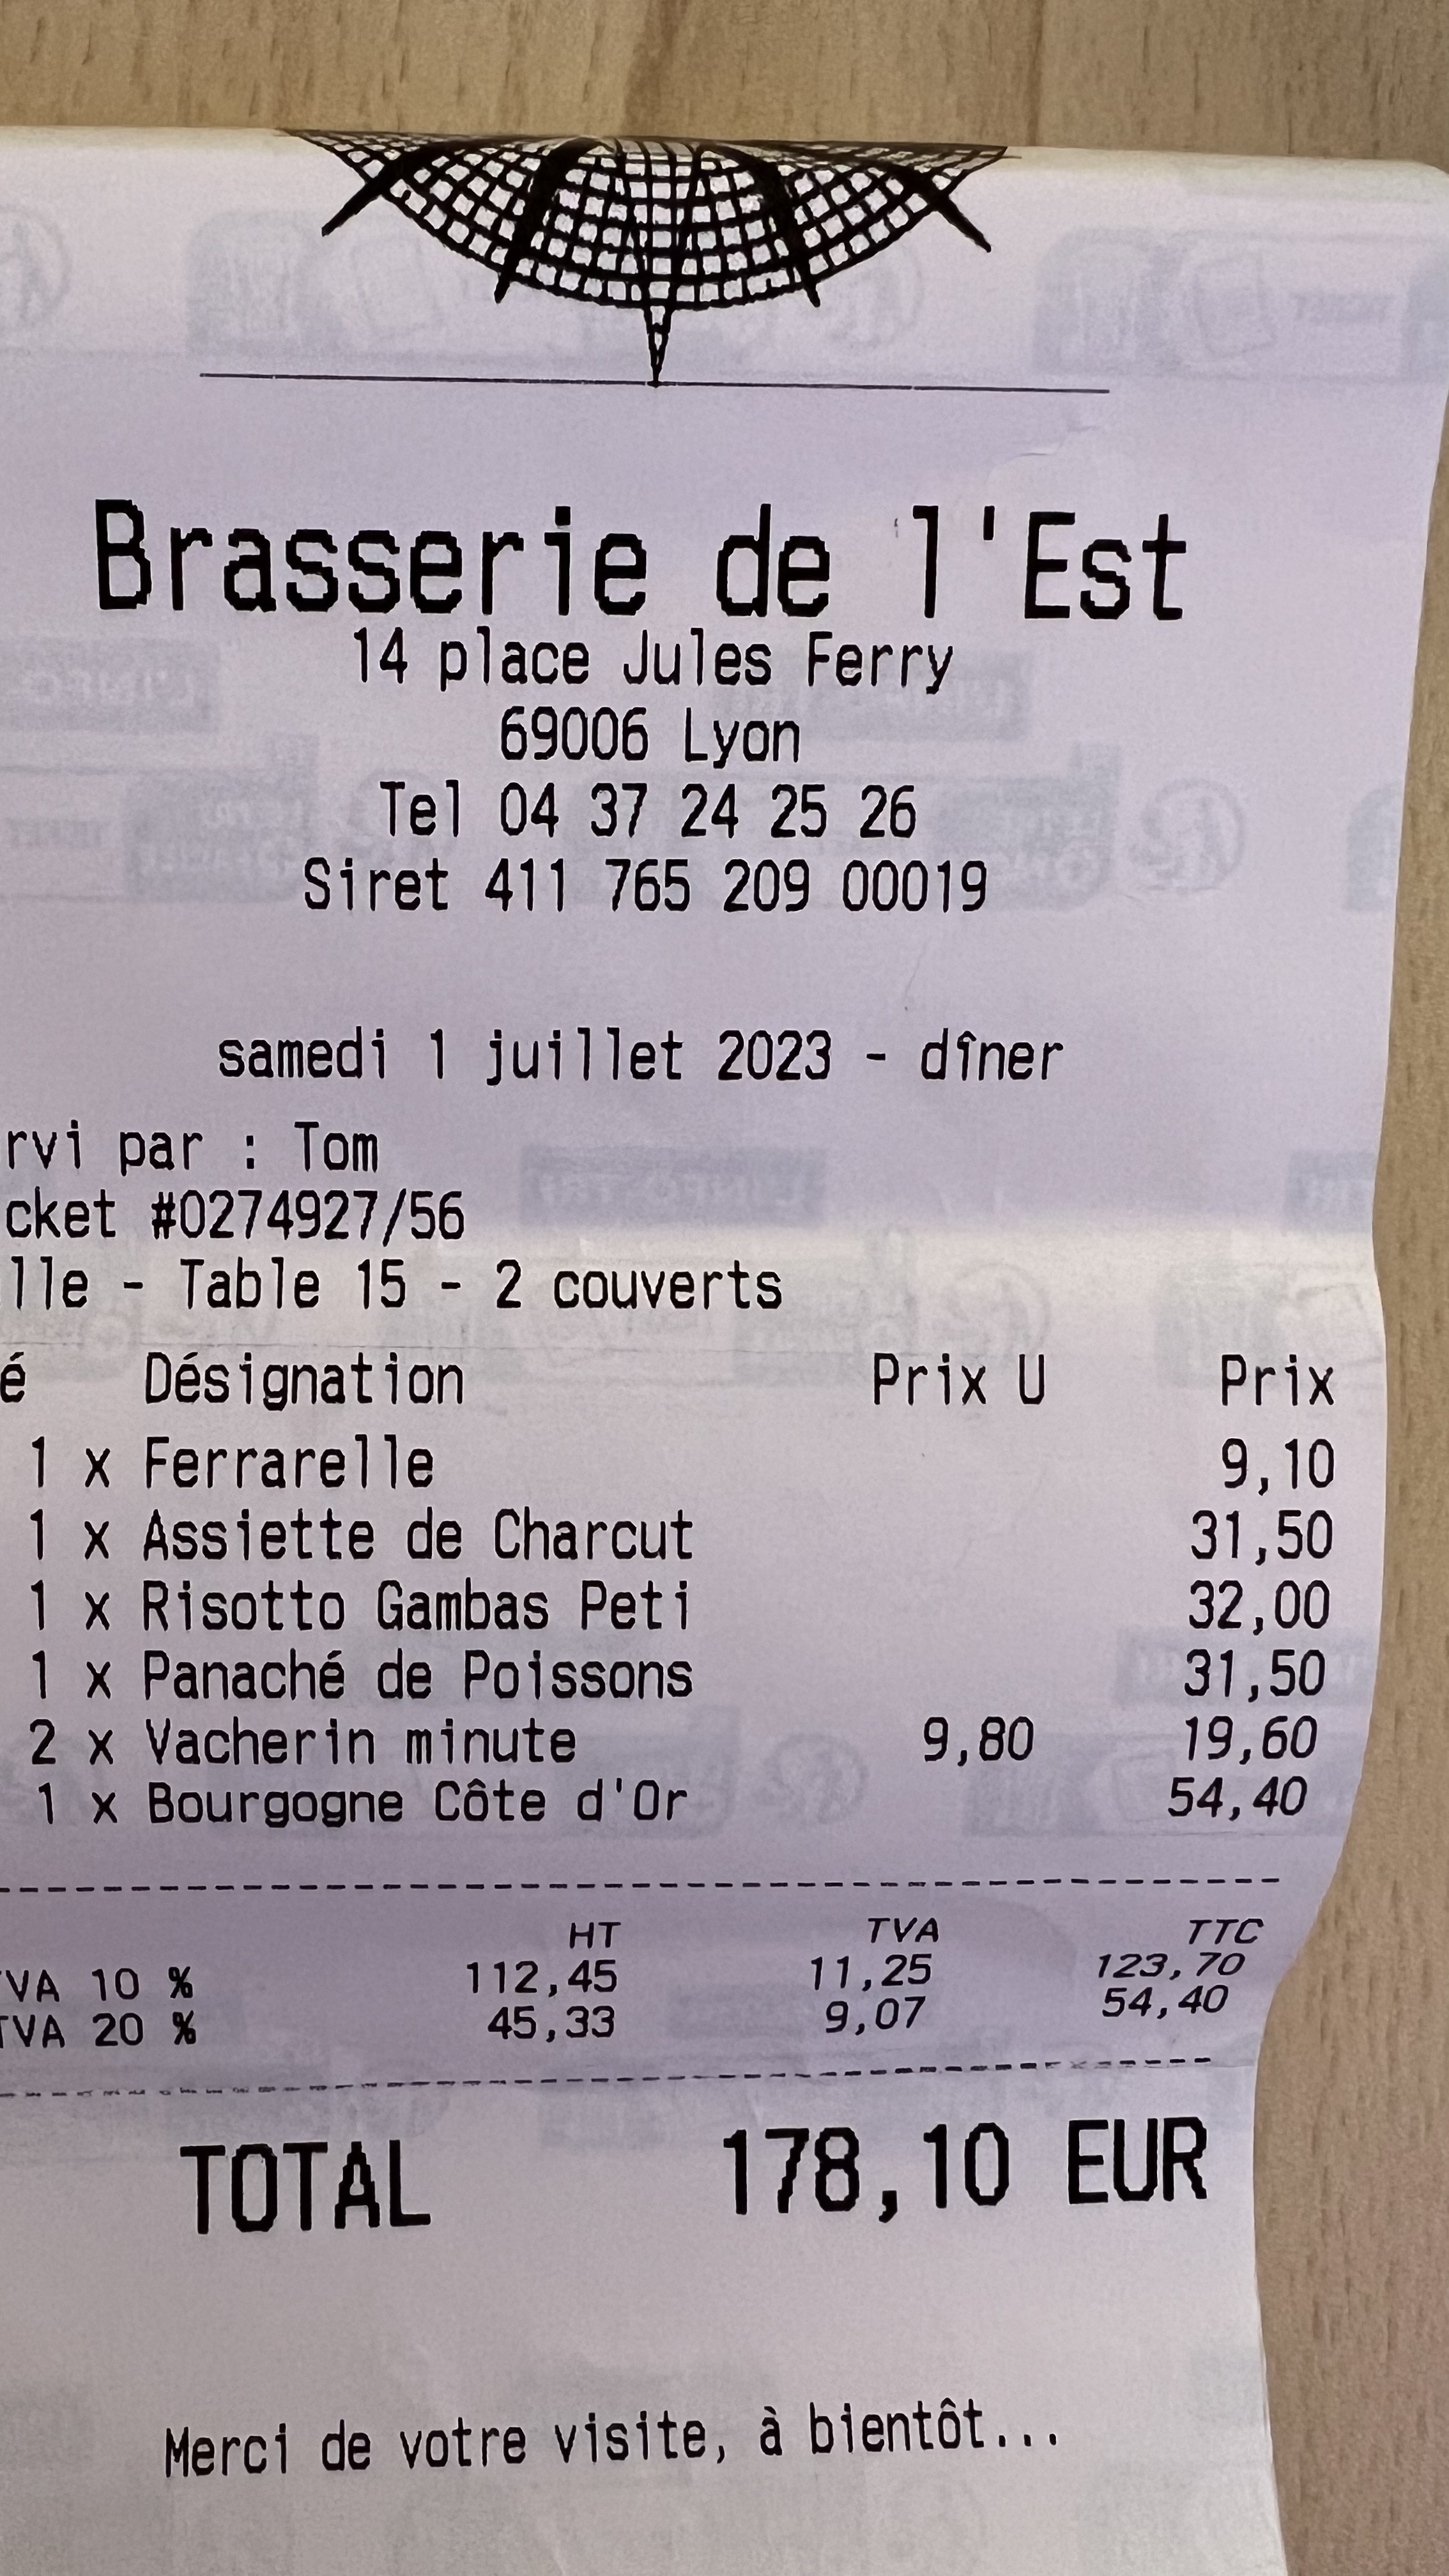 Brasserie de l'Est
14 place Jules Ferry
69006 Lyon
Tel 04 37 24 25 26
Siret 411 765 209 00019
samedi 1 juillet 2023 - dîner
rvi par : Tom
cket #0274927/56
lle - Table 15 - 2 couverts
é Désignation Prix U Prix
1 x Ferrarelle 9,10
1 x Assiette de Charcut 31,50
1 x Risotto Gambas Peti 32,00
1 x Panaché de Poissons 31,50
2 x Vacherin minute 9,80 19,60
1 x Bourgogne Côte d'Or 54,40
HT TVA TTC
TVA 10 % 112,45 11,25 123,70
TVA 20 % 45,33 9,07 54,40
TOTAL 178,10 EUR
Merci de votre visite, à bientôt...